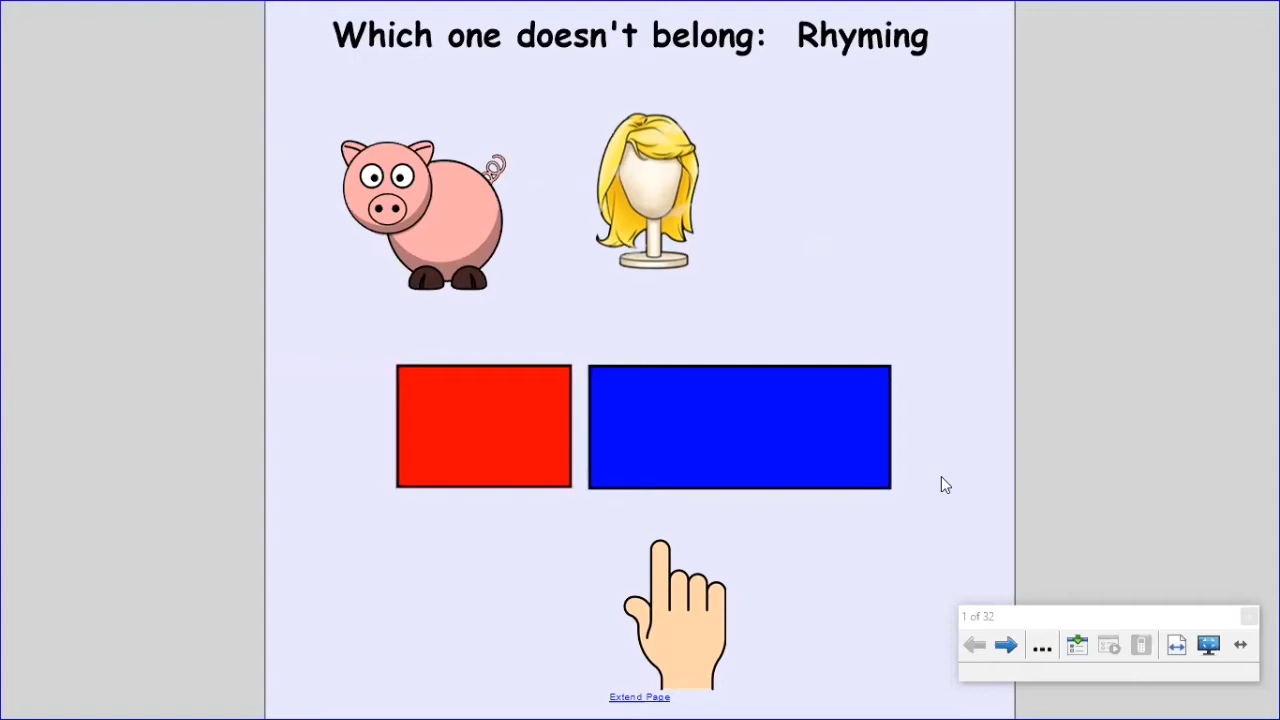 Which one doesn't belong:  Rhyming
1 of 32
...
Extend Page